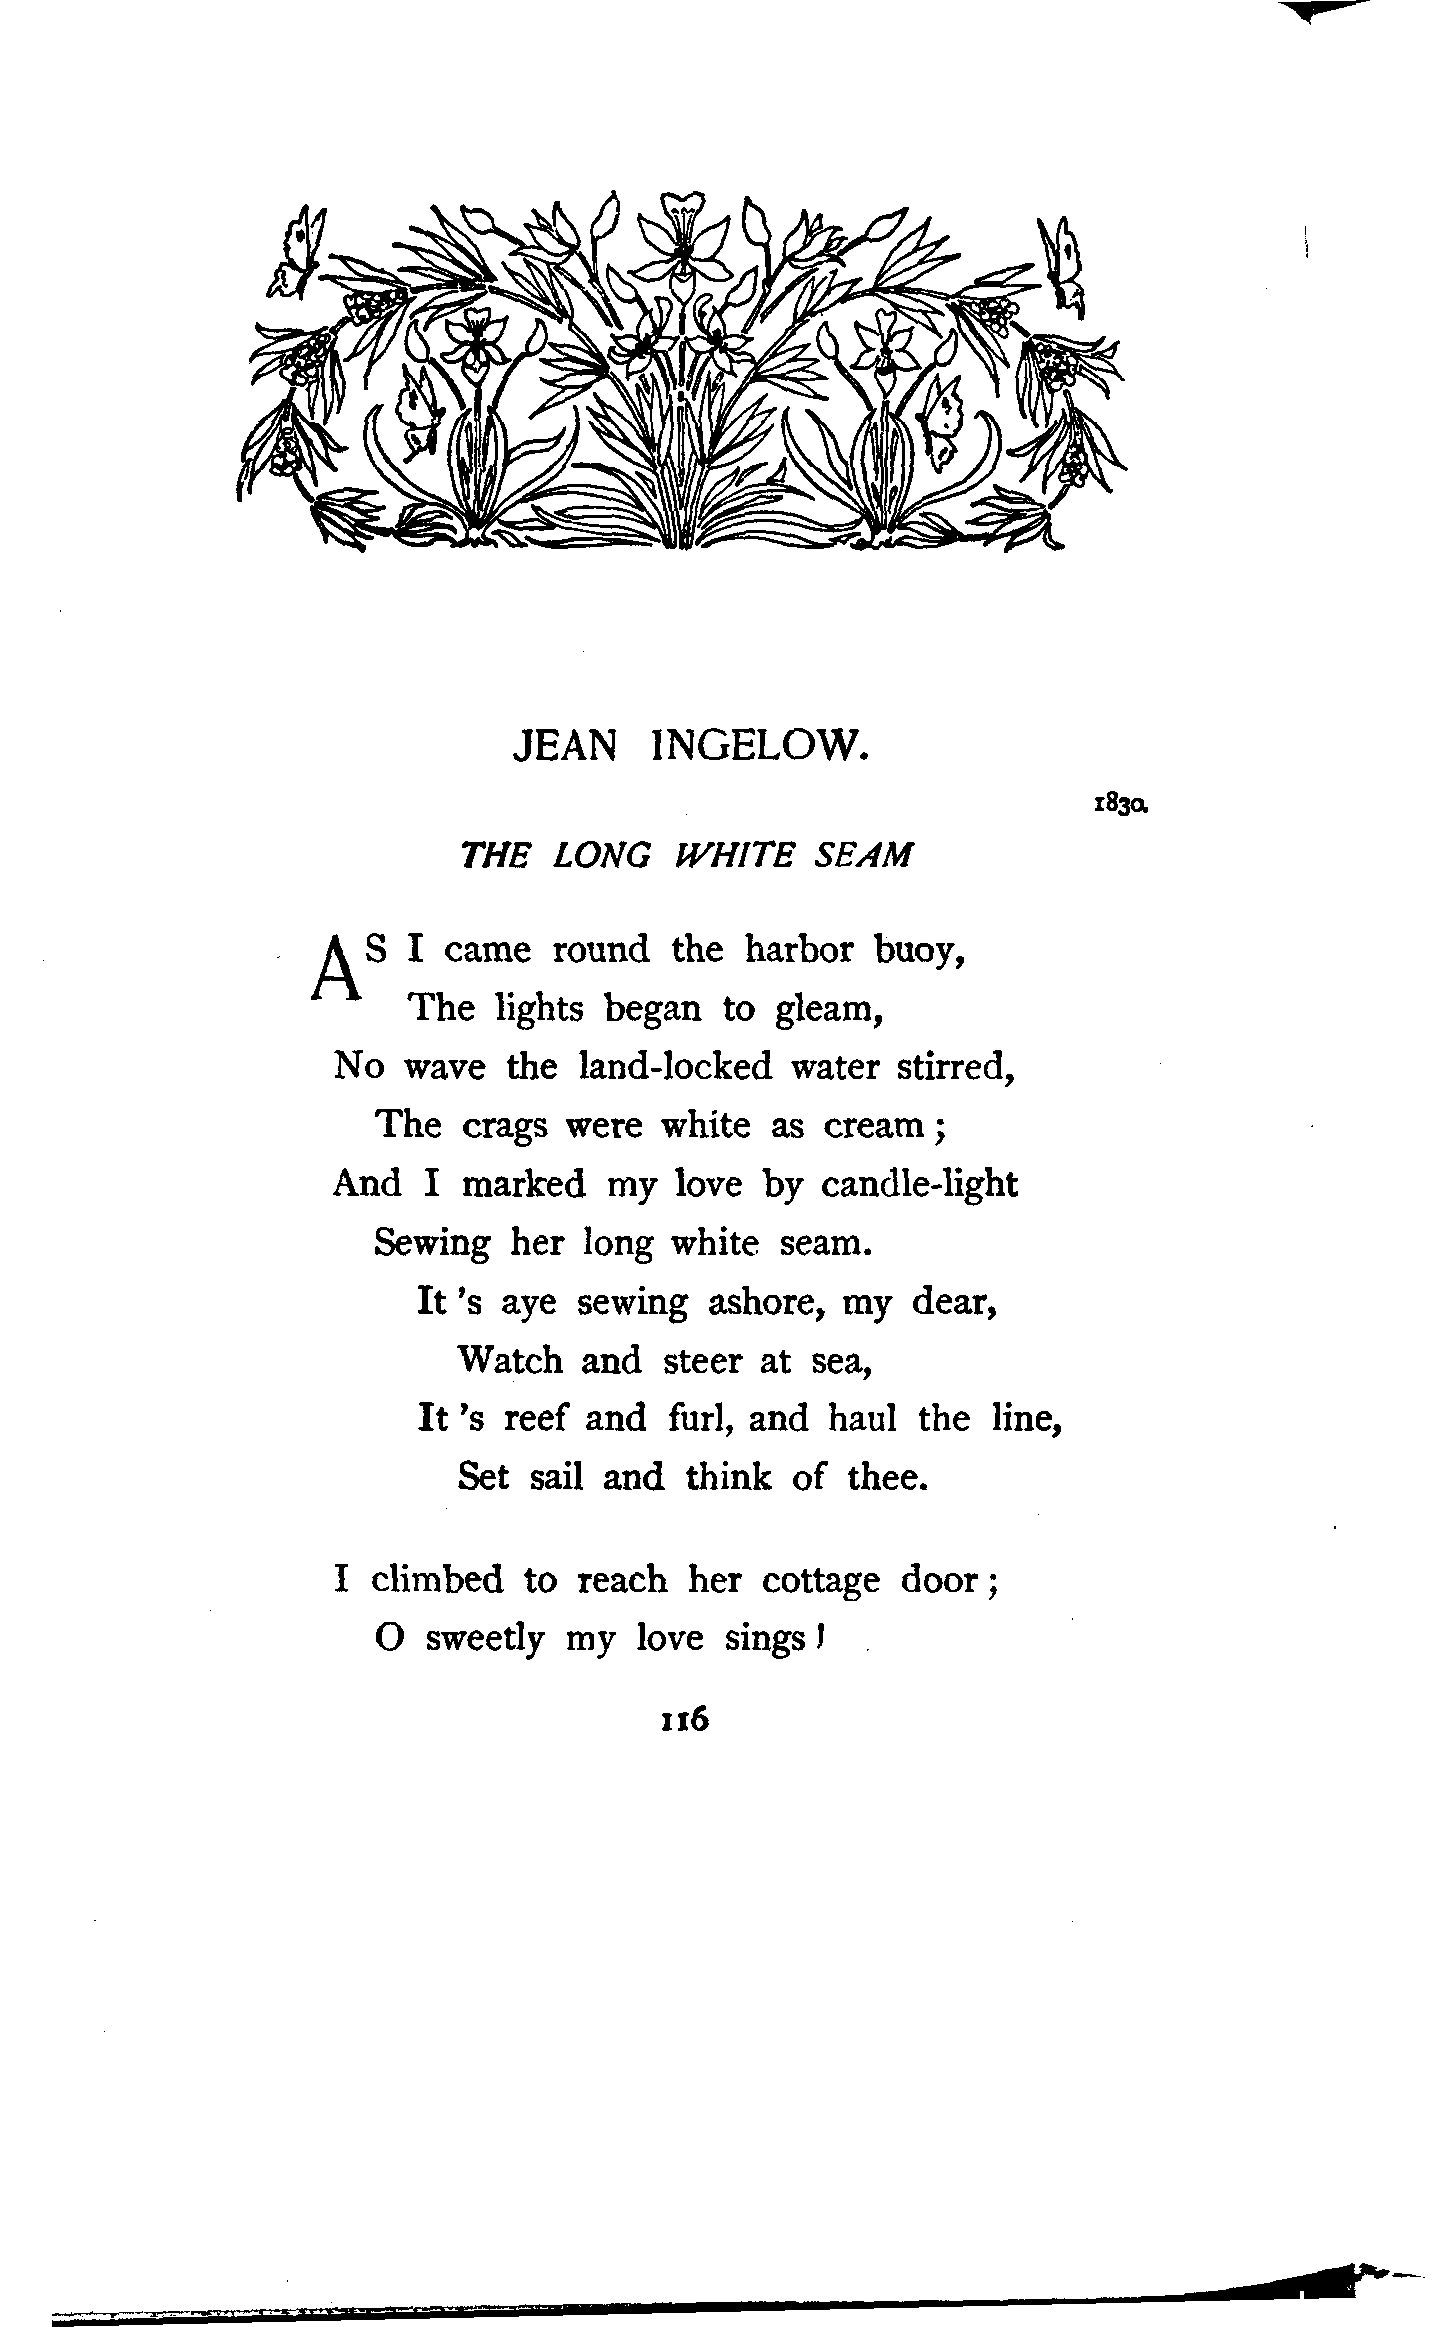 JEAN INGELOW.
1830.
THE LONG WHITE SEAM
AS I came round the harbor buoy,
The lights began to gleam,
No wave the land-locked water stirred,
The crags were white as cream ;
And I marked my love by candle-light
Sewing her long white seam.
It 's aye sewing ashore, my dear,
Watch and steer at sea,
It 's reef and furl, and haul the line,
Set sail and think of thee.
I climbed to reach her cottage door ;
O sweetly my love sings !
116